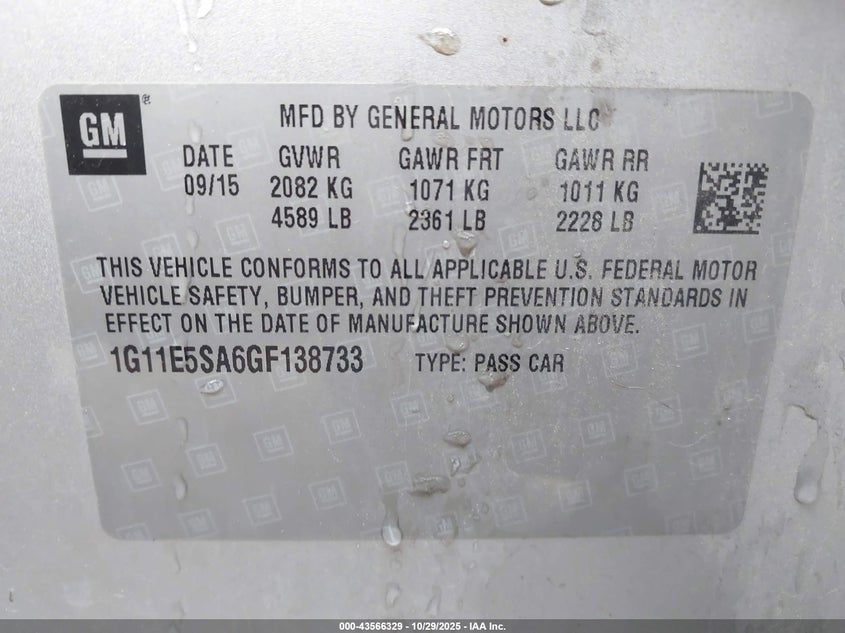 GM
MFD BY GENERAL MOTORS LLC
DATE GVWR GAWR FRT GAWR RR
09/15 2082 KG 1071 KG 1011 KG
4589 LB 2361 LB 2228 LB
THIS VEHICLE CONFORMS TO ALL APPLICABLE U.S. FEDERAL MOTOR
VEHICLE SAFETY, BUMPER, AND THEFT PREVENTION STANDARDS IN
EFFECT ON THE DATE OF MANUFACTURE SHOWN ABOVE.
1G11E5SA6GF138733 TYPE: PASS CAR
000-43566329 - 10/29/2025 - IAA Inc.